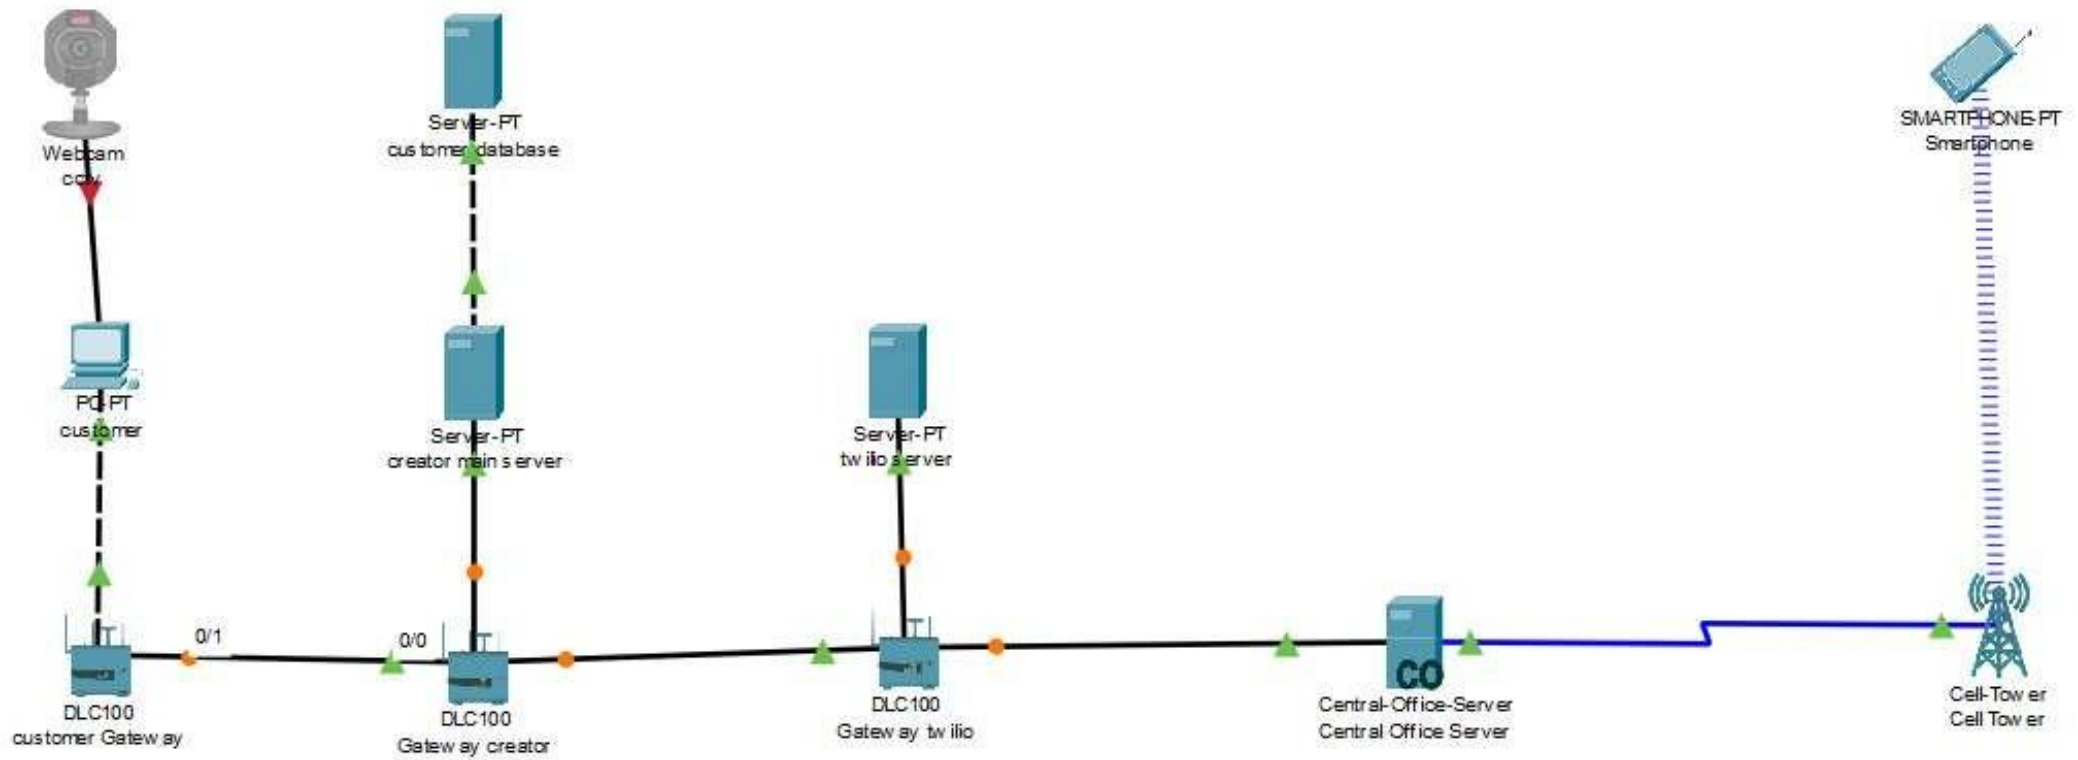 Webcam
cctv
Server-PT
customer database
SMARTPHONE-PT
Smartphone
PC-PT
customer
Server-PT
creator main server
Server-PT
twilio server
0/1
0/0
DLC100
customer Gateway
DLC100
Gateway creator
DLC100
Gateway twilio
CO
Central-Office-Server
Central Office Server
Cell-Tower
Cell Tower